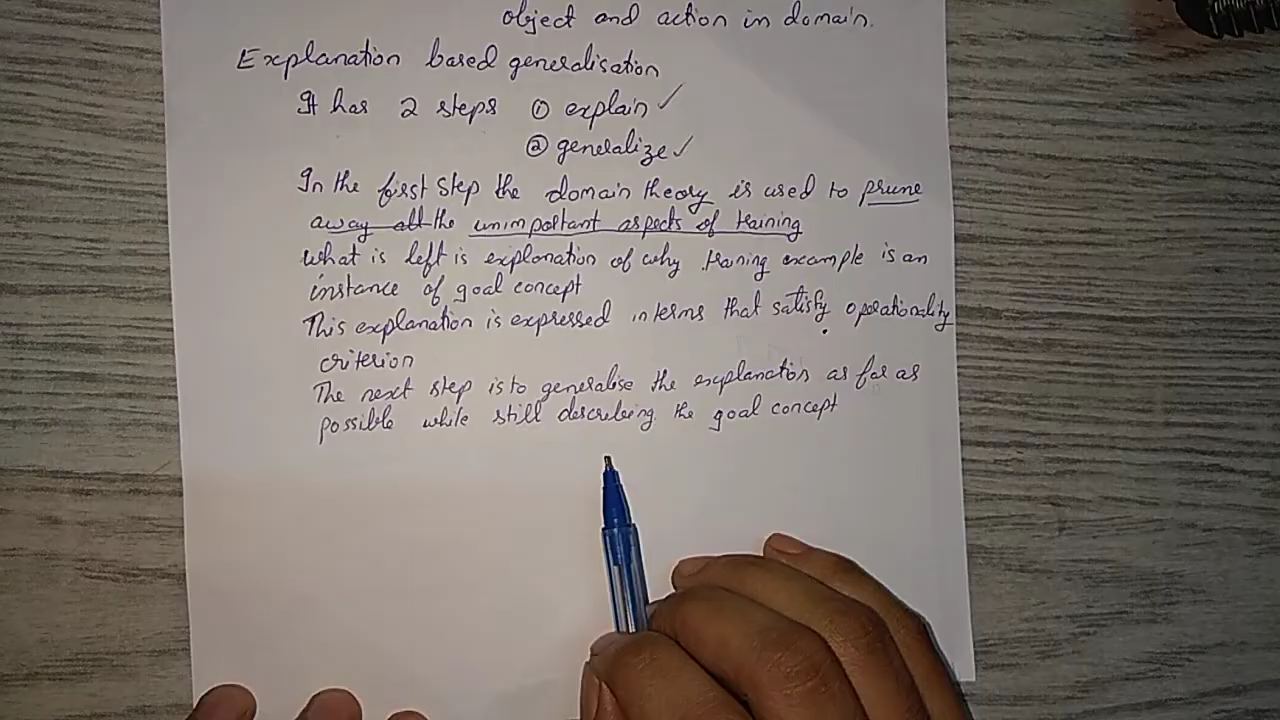 object and action in domain.
Explanation based generalisation
It has 2 steps ① explain ✓
② generalize ✓
In the first step the domain theory is used to prune
away all the unimportant aspects of training
what is left is explanation of why training example is an
instance of goal concept
This explanation is expressed in terms that satisfy operationality
criterion
The next step is to generalise the explanation as far as
possible while still describing the goal concept